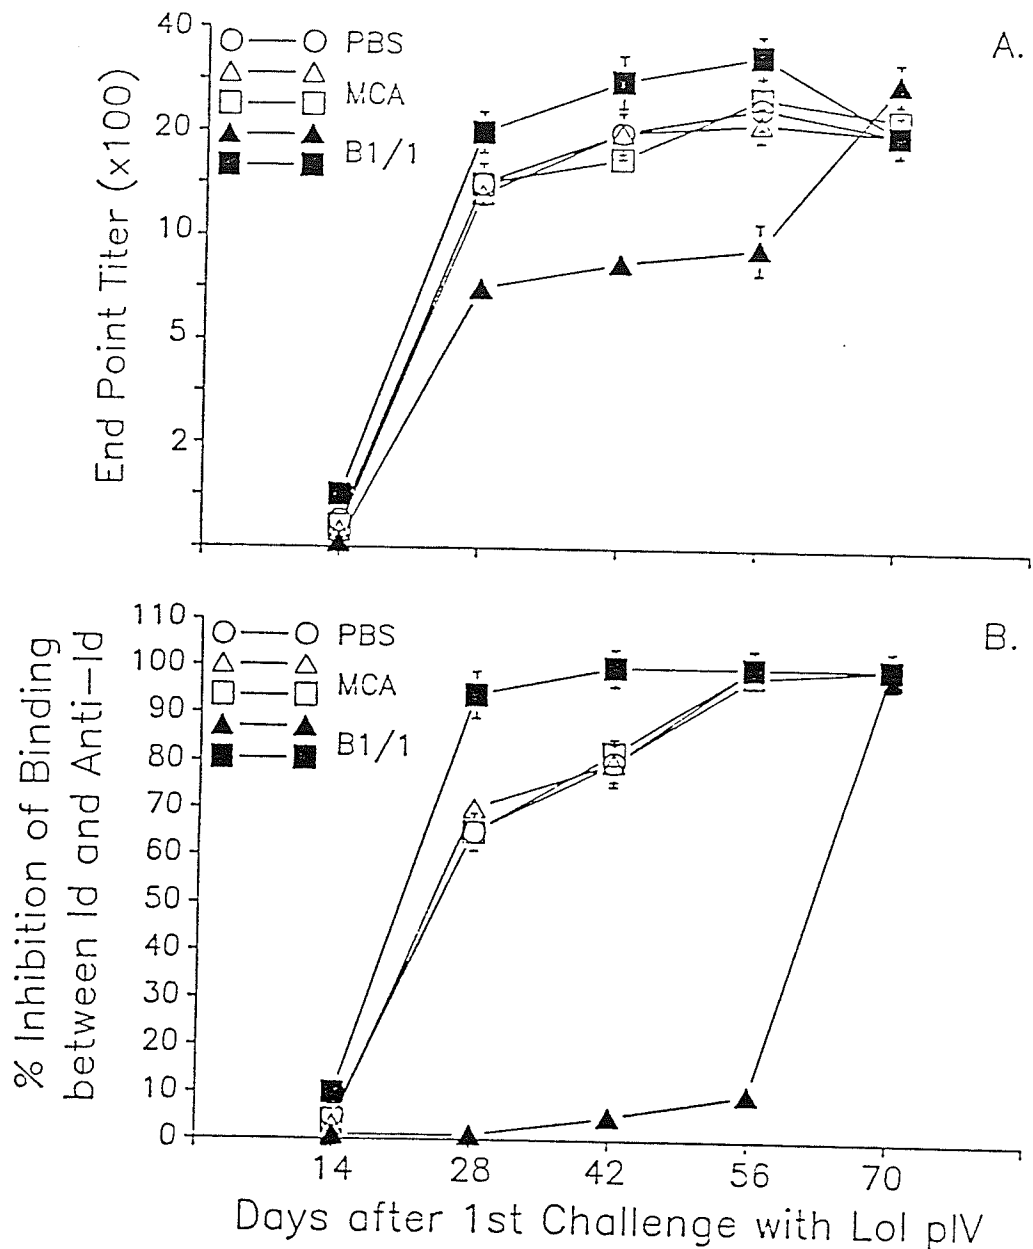 A.
PBS
MCA
B1/1
40
20
10
5
2
End Point Titer (x100)
B.
PBS
MCA
B1/1
110
100
90
80
70
60
50
40
30
20
10
0
% Inhibition of Binding
between Id and Anti-Id
14 28 42 56 70
Days after 1st Challenge with Lol pIV